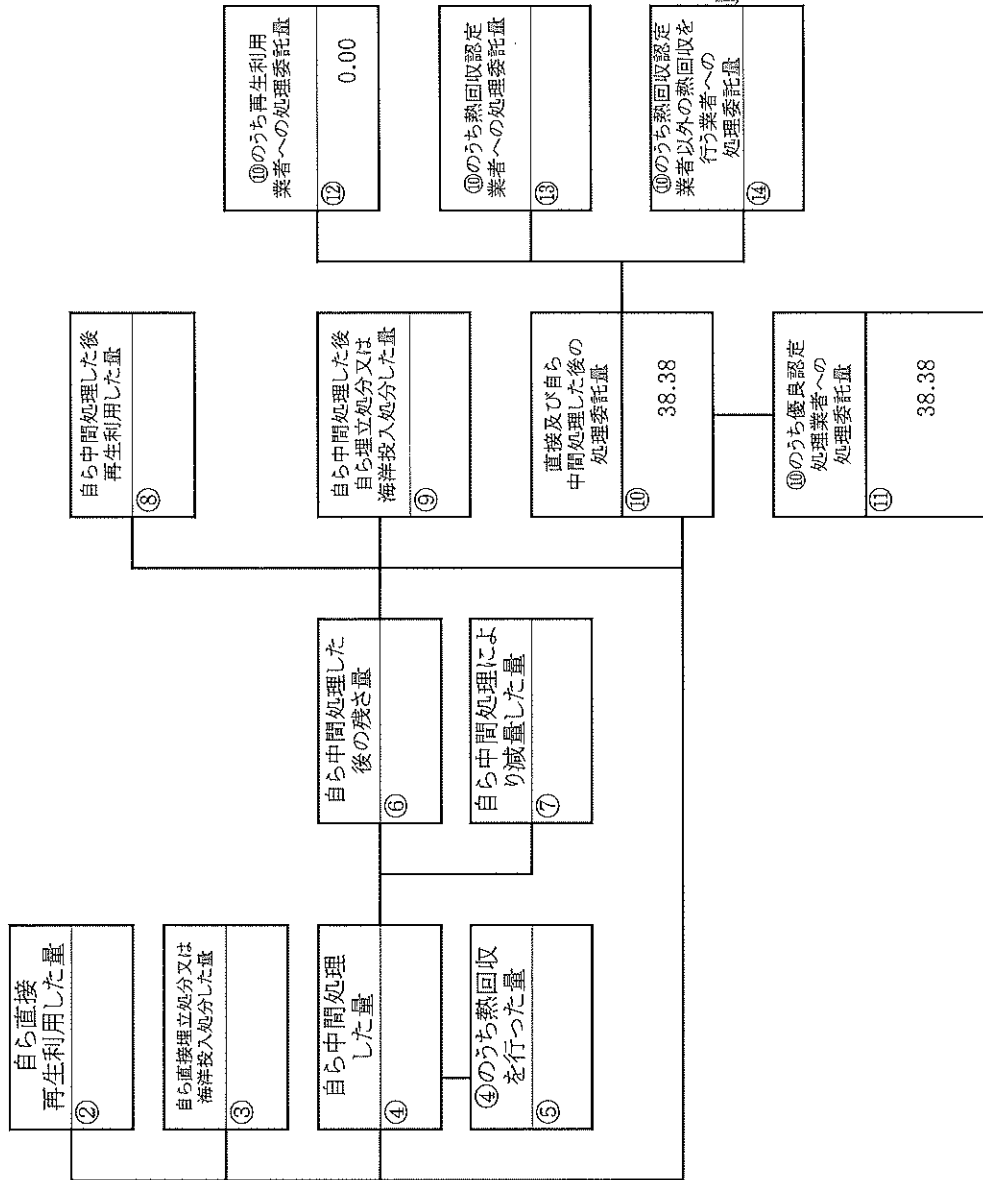 自ら直接
再生利用した量
②
自ら直接埋立処分又は
海洋投入処分した量
③
自ら中間処理
した量
④
④のうち熱回収
を行った量
⑤
自ら中間処理した
後の残さ量
⑥
自ら中間処理によ
り減量した量
⑦
自ら中間処理した後
再生利用した量
⑧
自ら中間処理した後
自ら埋立処分又は
海洋投入処分した量
⑨
直接及び自ら
中間処理した後の
処理委託量
⑩
38.38
⑩のうち優良認定
処理業者への
処理委託量
⑪
38.38
⑩のうち再生利用
業者への処理委託量
⑫
0.00
⑩のうち熱回収認定
業者への処理委託量
⑬
⑩のうち熱回収認定
業者以外の熱回収を
行う業者への
処理委託量
⑭